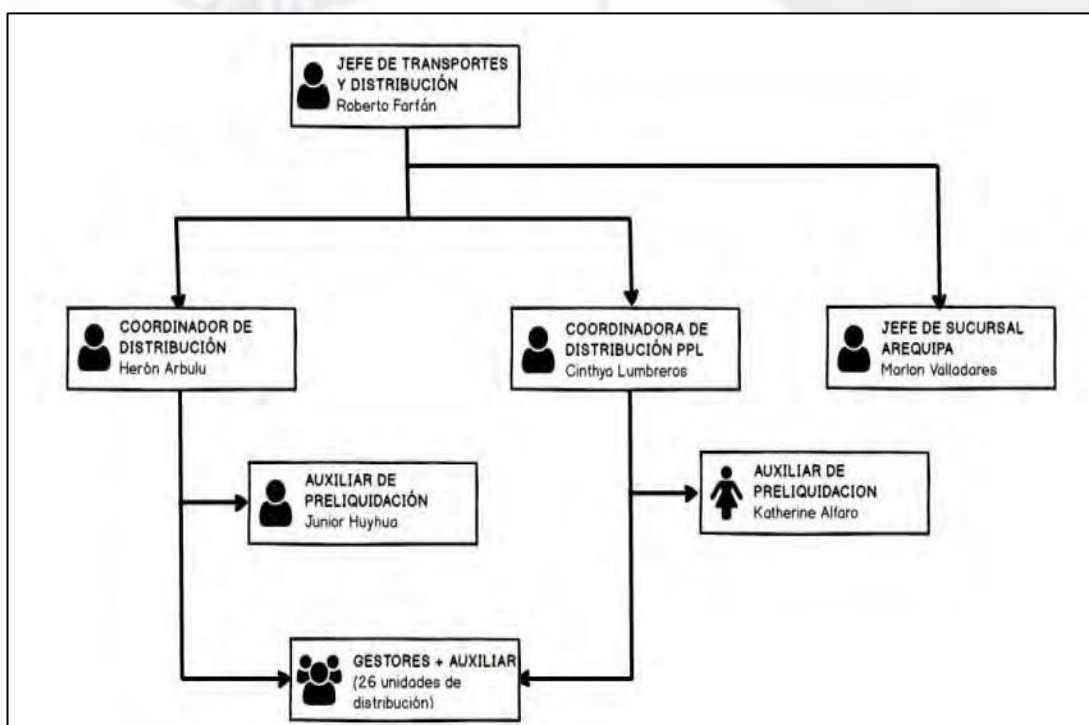 JEFE DE TRANSPORTES
Y DISTRIBUCIÓN
Roberto Farfán
COORDINADOR DE
DISTRIBUCIÓN
Herón Arbulu
COORDINADORA DE
DISTRIBUCIÓN PPL
Cinthya Lumbreros
JEFE DE SUCURSAL
AREQUIPA
Marlon Valladares
AUXILIAR DE
PRELIQUIDACIÓN
Junior Huyhua
AUXILIAR DE
PRELIQUIDACION
Katherine Alfaro
GESTORES + AUXILIAR
(26 unidades de
distribución)